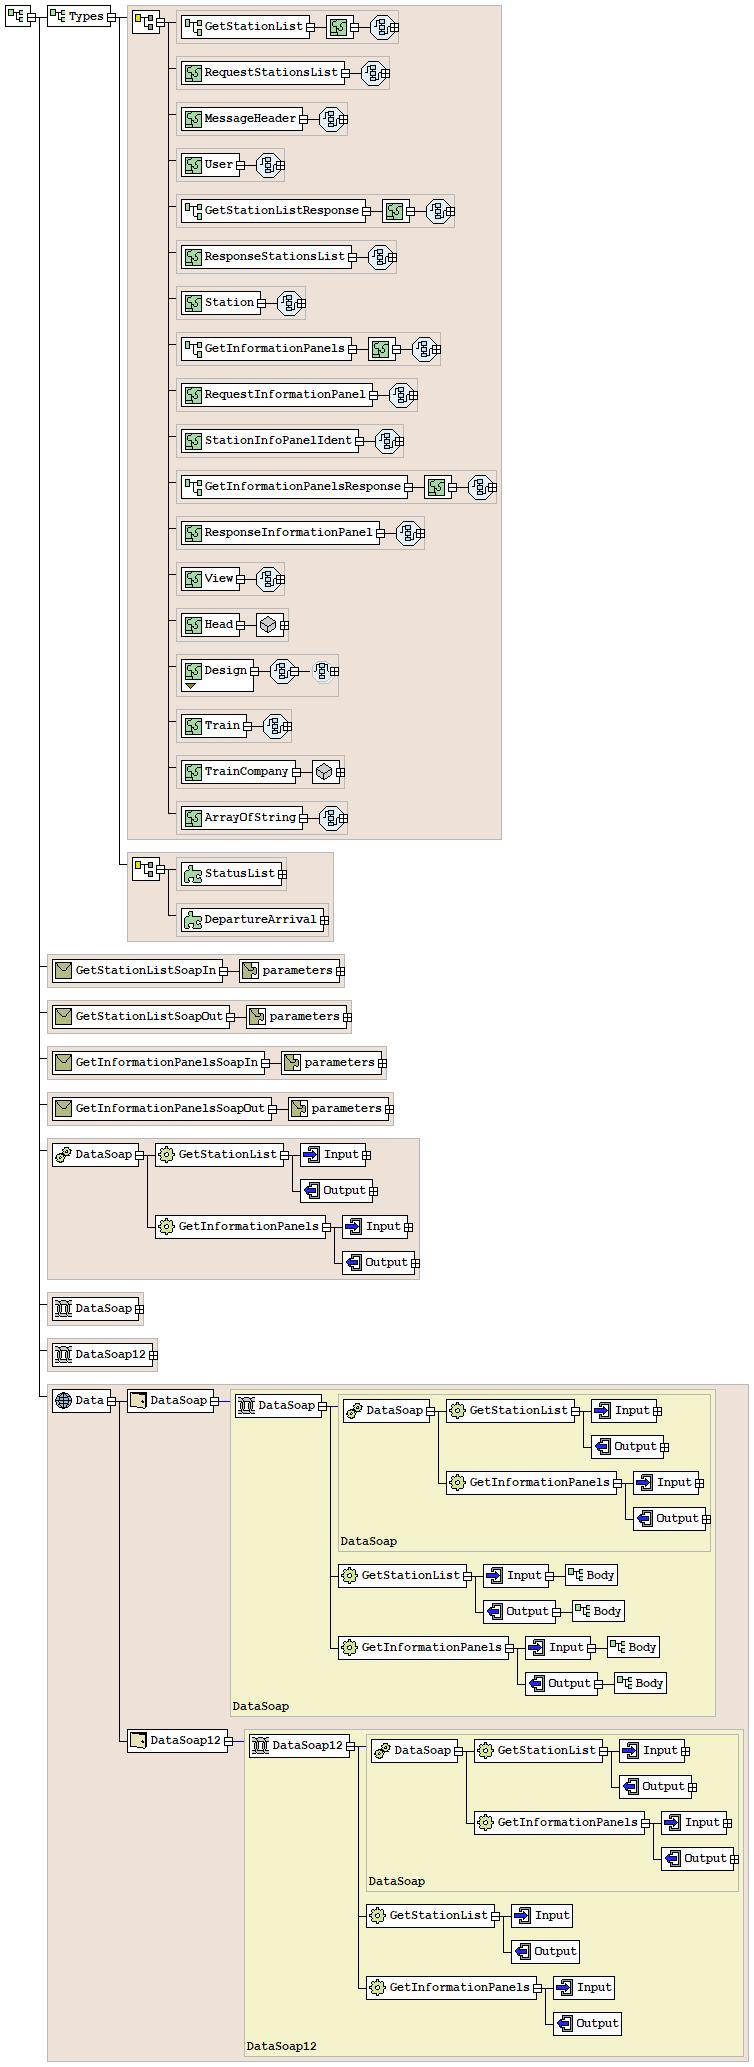 Types
GetStationList
RequestStationsList
MessageHeader
User
GetStationListResponse
ResponseStationsList
Station
GetInformationPanels
RequestInformationPanel
StationInfoPanelIdent
GetInformationPanelsResponse
ResponseInformationPanel
View
Head
Design
Train
TrainCompany
ArrayOfString
StatusList
DepartureArrival
GetStationListSoapIn parameters
GetStationListSoapOut parameters
GetInformationPanelsSoapIn parameters
GetInformationPanelsSoapOut parameters
DataSoap GetStationList Input
Output
GetInformationPanels Input
Output
DataSoap
DataSoap12
Data DataSoap DataSoap DataSoap GetStationList Input
Output
GetInformationPanels Input
Output
DataSoap
GetStationList Input Body
Output Body
GetInformationPanels Input Body
Output Body
DataSoap
DataSoap12 DataSoap12 DataSoap GetStationList Input
Output
GetInformationPanels Input
Output
DataSoap
GetStationList Input
Output
GetInformationPanels Input
Output
DataSoap12